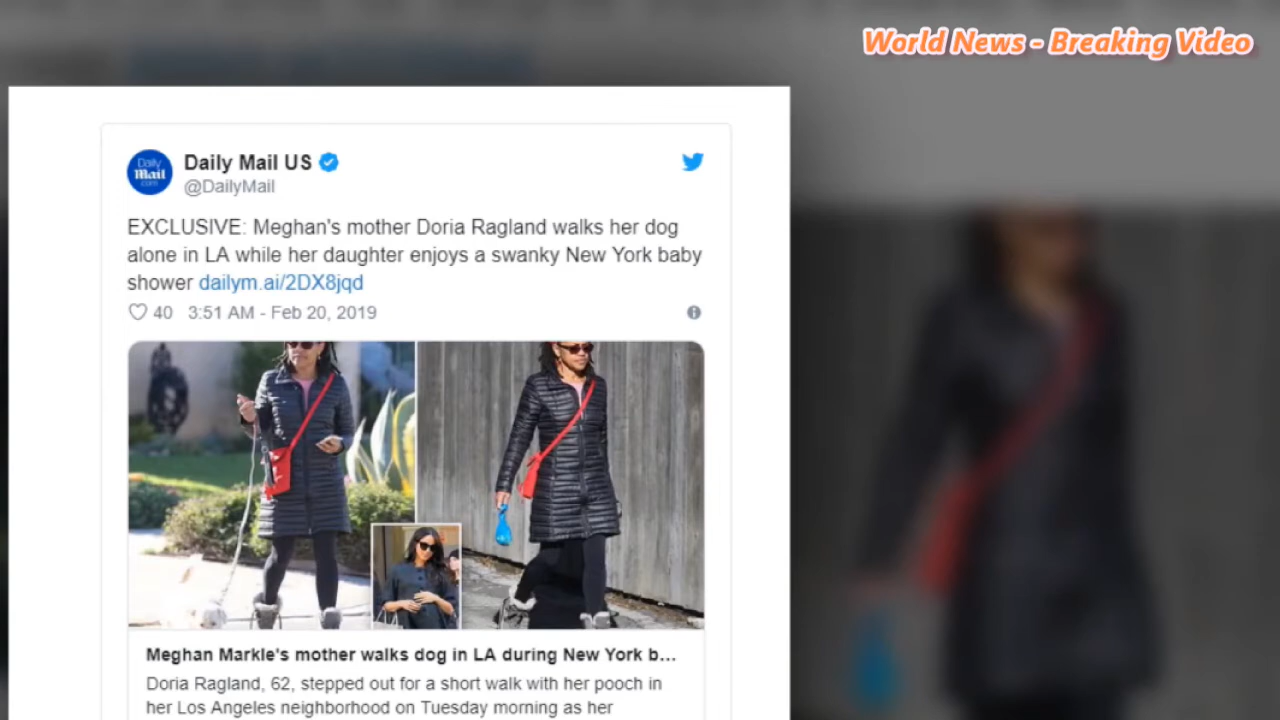 World News - Breaking Video
Daily Mail US
Daily
Mail
.com
@DailyMail
EXCLUSIVE: Meghan's mother Doria Ragland walks her dog
alone in LA while her daughter enjoys a swanky New York baby
shower dailym.ai/2DX8jqd
40 3:51 AM - Feb 20, 2019
Meghan Markle's mother walks dog in LA during New York b...
Doria Ragland, 62, stepped out for a short walk with her pooch in
her Los Angeles neighborhood on Tuesday morning as her